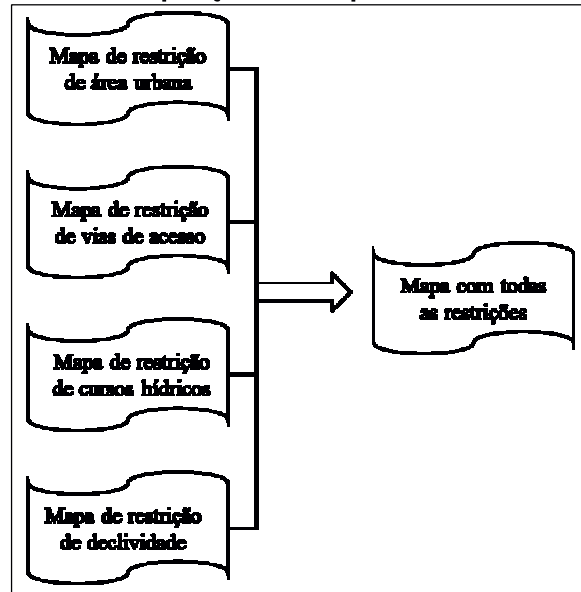 Mapa de restrição
de área urbana
Mapa de restrição
de vias de acesso
Mapa de restrição
de cursos hídricos
Mapa de restrição
de declividade
Mapa com todas
as restrições